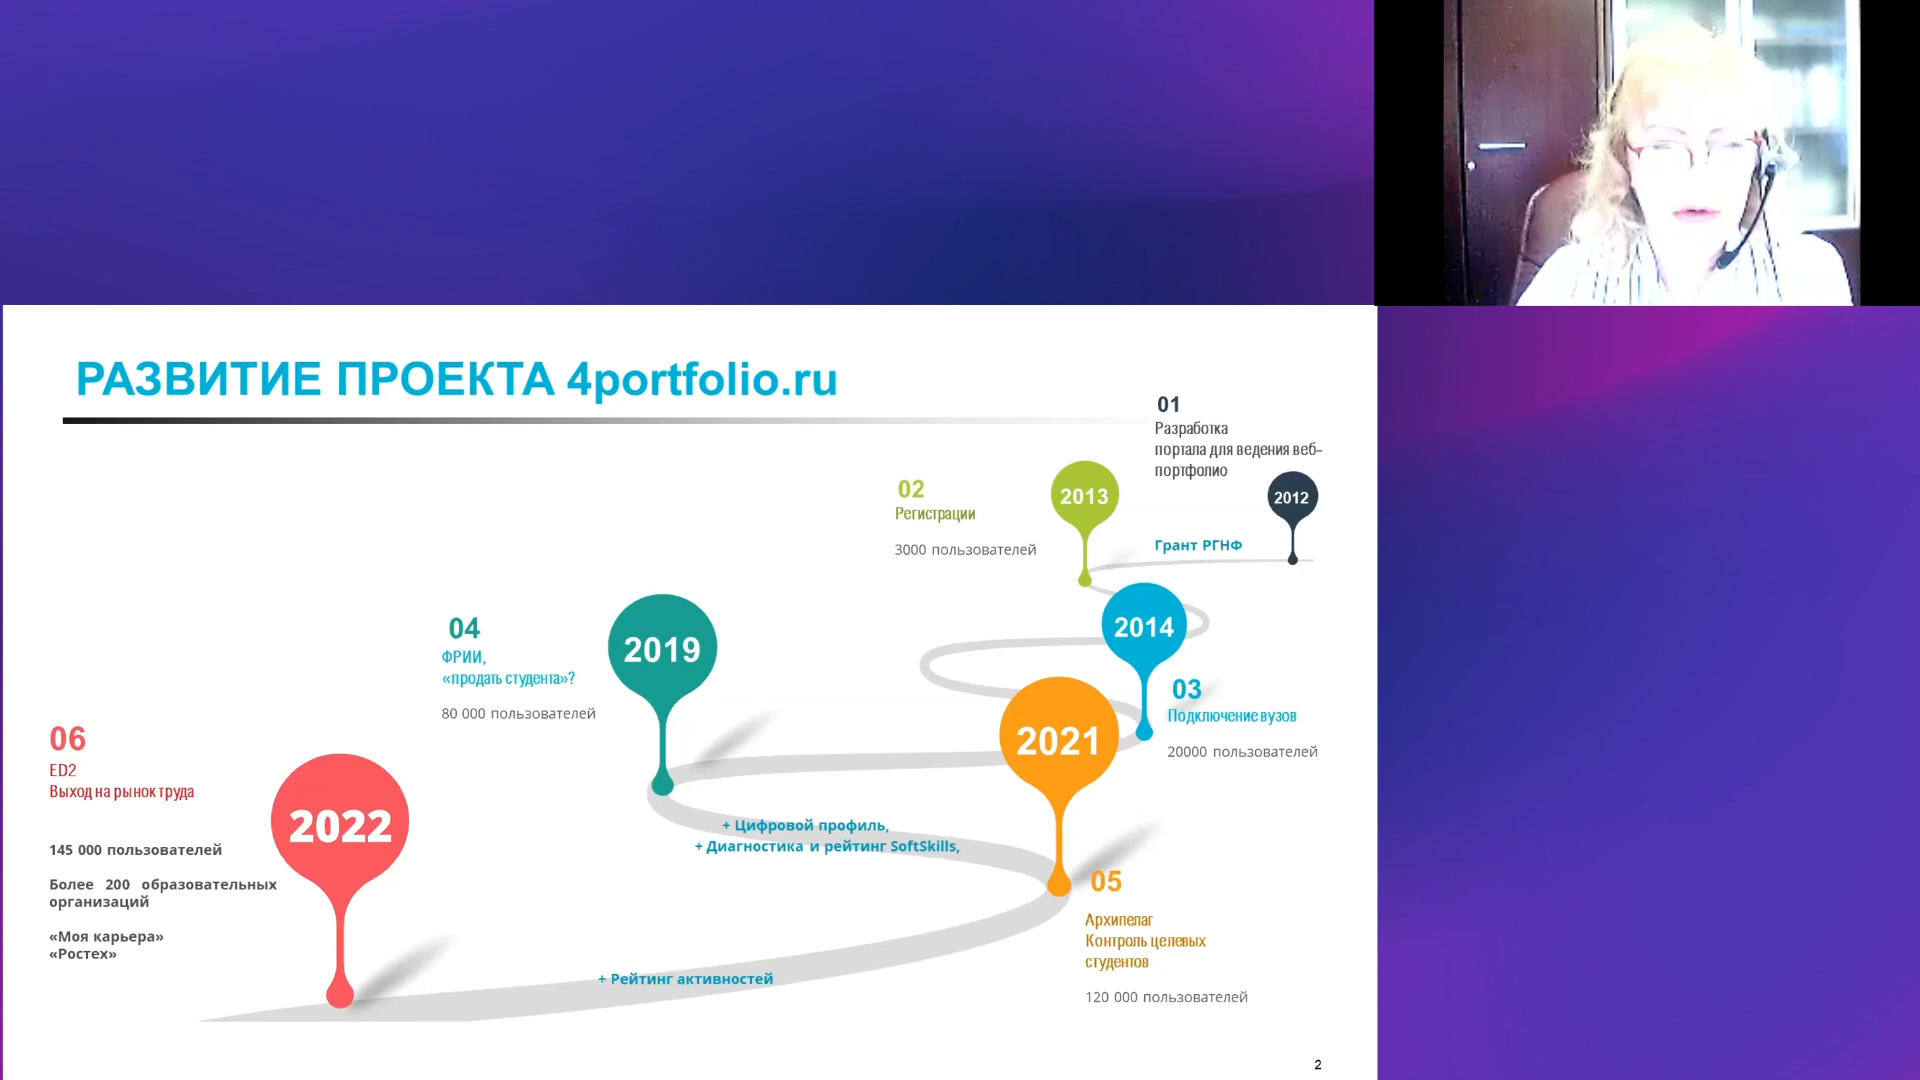 РАЗВИТИЕ ПРОЕКТА 4portfolio.ru
01
Разработка
портала для ведения веб-
портфолио
2012
Грант РГНФ
02
Регистрации
3000 пользователей
2013
2014
03
Подключение вузов
20000 пользователей
04
ФРИИ,
«продать студента»?
80 000 пользователей
2019
+ Цифровой профиль,
+ Диагностика и рейтинг SoftSkills,
2021
05
Архипелаг
Контроль целевых
студентов
120 000 пользователей
+ Рейтинг активностей
06
ED2
Выход на рынок труда
2022
145 000 пользователей
Более 200 образовательных
организаций
«Моя карьера»
«Ростех»
2